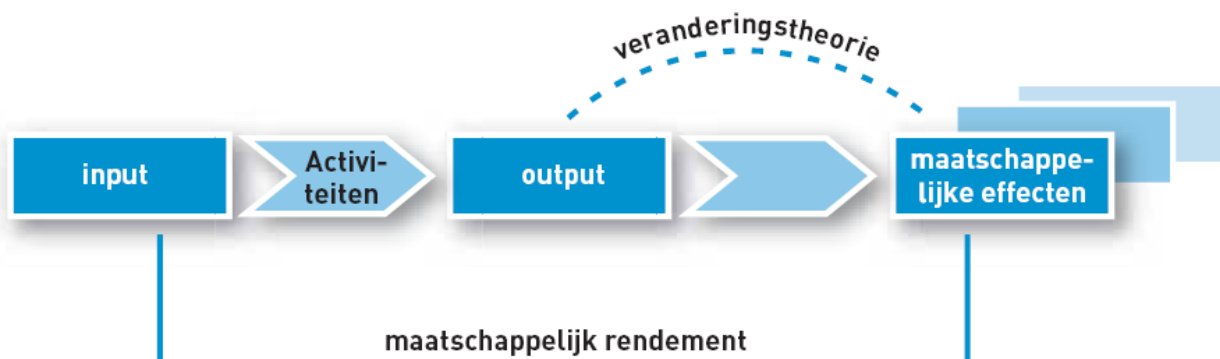 veranderingstheorie
input
Activi-
teiten
output
maatschappe-
lijke effecten
maatschappelijk rendement